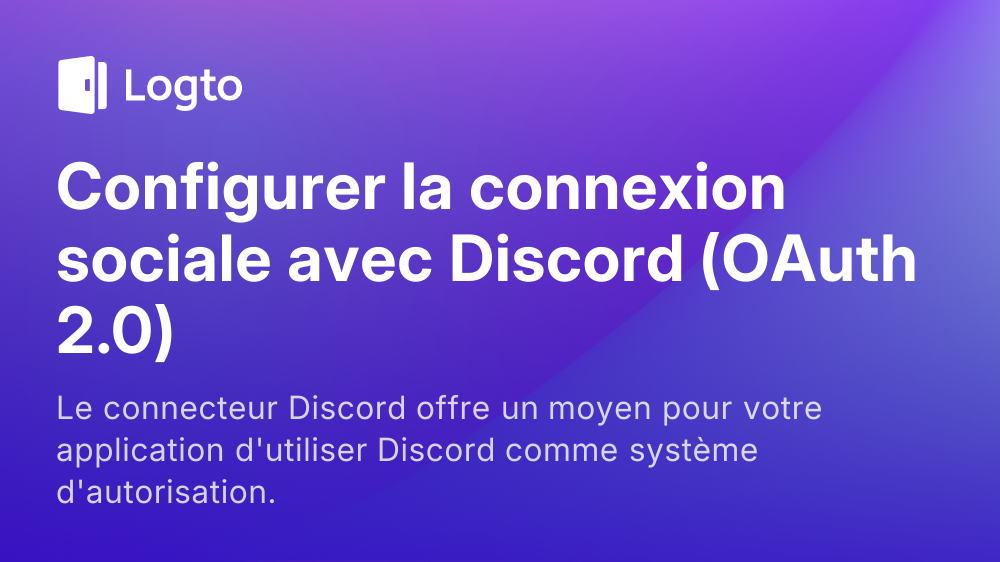 Logto
Configurer la connexion
sociale avec Discord (OAuth
2.0)
Le connecteur Discord offre un moyen pour votre
application d'utiliser Discord comme système
d'autorisation.